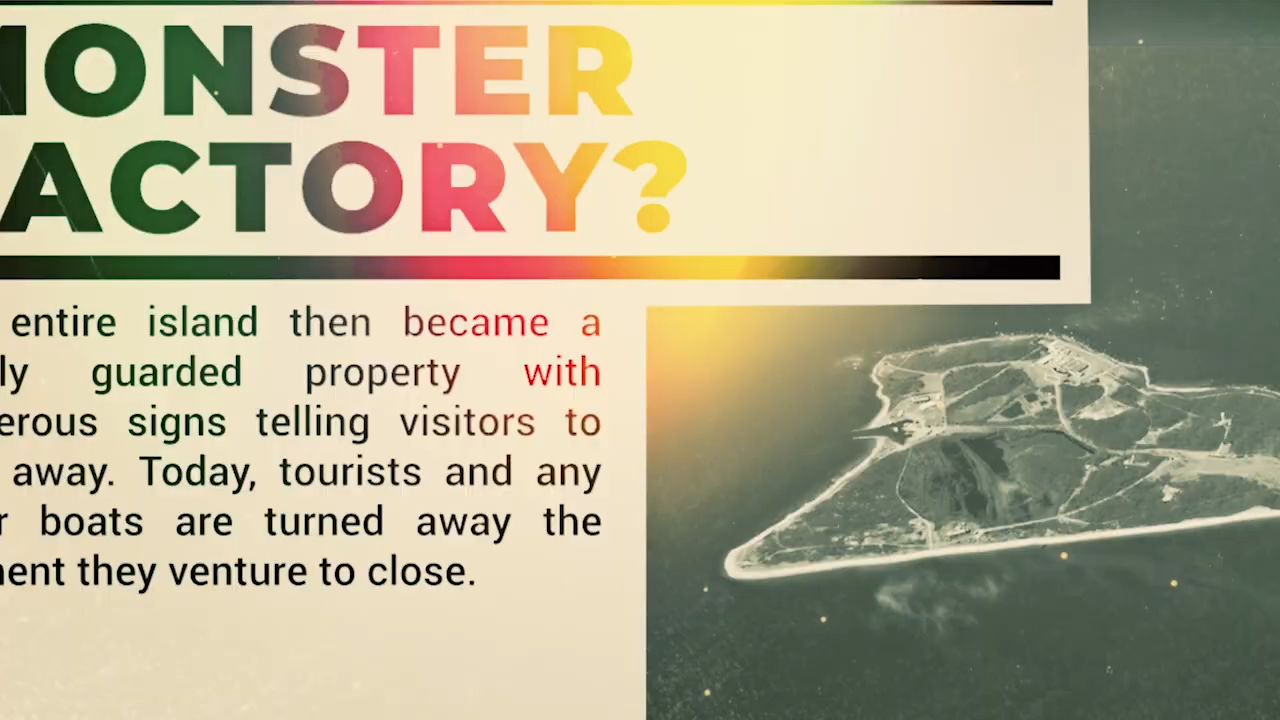 MONSTER
ACTORY?
entire island then became a
ly guarded property with
erous signs telling visitors to
away. Today, tourists and any
r boats are turned away the
ent they venture to close.